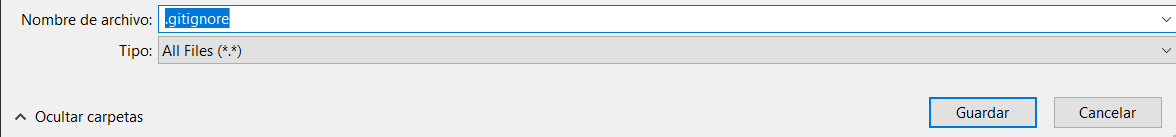 Nombre de archivo: .gitignore
Tipo: All Files (*.*)
Ocultar carpetas Guardar Cancelar